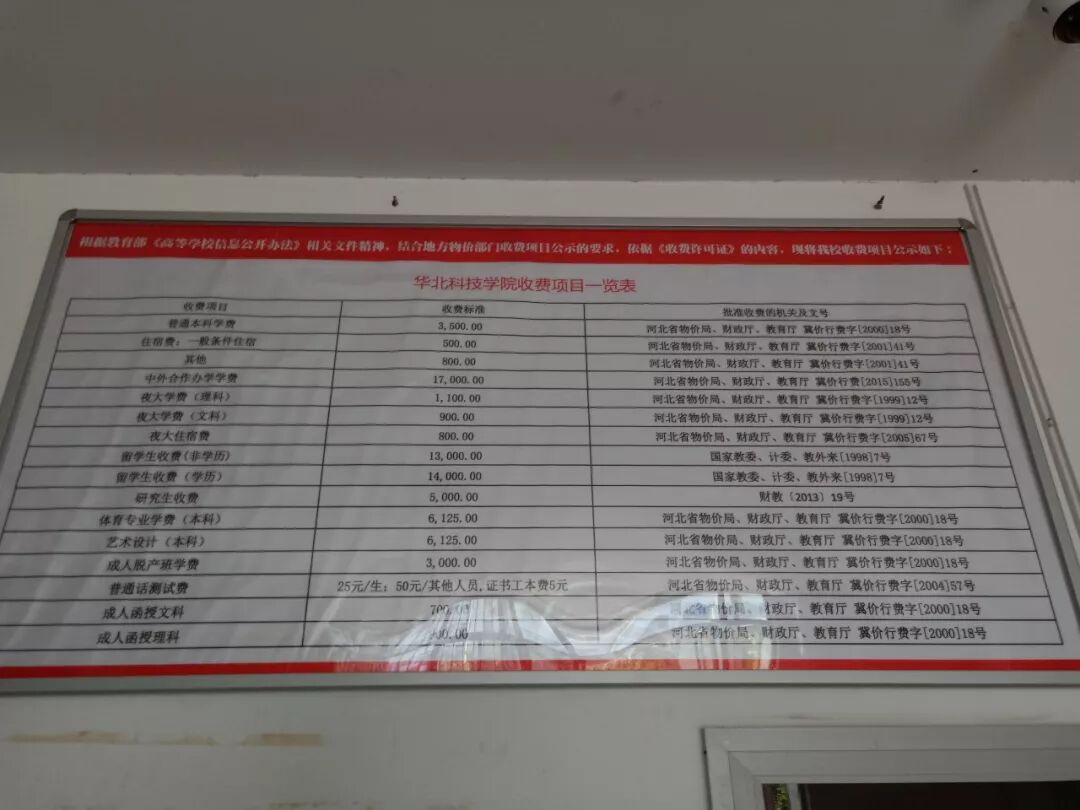 根据教育部《高等学校信息公开办法》相关文件精神，结合地方物价部门收费项目公示的要求，依据《收费许可证》的内容，现将我校收费项目公示如下：
华北科技学院收费项目一览表
收费项目 收费标准 批准收费的机关及文号
普通本科学费 3,500.00 河北省物价局、财政厅、教育厅 冀价行费字[2000]18号
住宿费：一般条件住宿 500.00 河北省物价局、财政厅、教育厅 冀价行费字[2001]41号
其他 800.00 河北省物价局、财政厅、教育厅 冀价行费字[2001]41号
中外合作办学学费 17,000.00 河北省物价局、财政厅、教育厅 冀价行费字[2015]155号
夜大学费（理科） 1,100.00 河北省物价局、财政厅、教育厅 冀价行费字[1999]12号
夜大学费（文科） 900.00 河北省物价局、财政厅、教育厅 冀价行费字[1999]12号
夜大住宿费 800.00 河北省物价局、财政厅、教育厅 冀价行费字[2005]67号
留学生收费(非学历) 13,000.00 国家教委、计委、教外来[1998]7号
留学生收费（学历） 14,000.00 国家教委、计委、教外来[1998]7号
研究生收费 5,000.00 财教〔2013〕19号
体育专业学费（本科） 6,125.00 河北省物价局、财政厅、教育厅 冀价行费字[2000]18号
艺术设计（本科） 6,125.00 河北省物价局、财政厅、教育厅 冀价行费字[2000]18号
成人脱产班学费 3,000.00 河北省物价局、财政厅、教育厅 冀价行费字[2000]18号
普通话测试费 25元/生；50元/其他人员,证书工本费5元 河北省物价局、财政厅、教育厅 冀价行费字[2004]57号
成人函授文科 700.00 河北省物价局、财政厅、教育厅 冀价行费字[2000]18号
成人函授理科 河北省物价局、财政厅、教育厅 冀价行费字[2000]18号